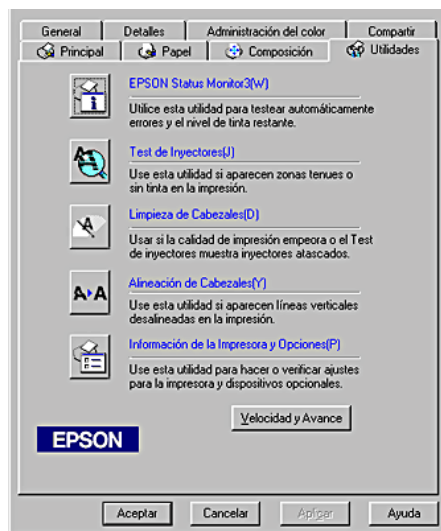 General Detalles Administración del color Compartir
Principal Papel Composición Utilidades
EPSON Status Monitor3(W)
Utilice esta utilidad para testear automáticamente
errores y el nivel de tinta restante.
Test de Inyectores(J)
Use esta utilidad si aparecen zonas tenues o
sin tinta en la impresión.
Limpieza de Cabezales(D)
Usar si la calidad de impresión empeora o el Test
de inyectores muestra inyectores atascados.
Alineación de Cabezales(Y)
Use esta utilidad si aparecen líneas verticales
desalineadas en la impresión.
Información de la Impresora y Opciones(P)
Use esta utilidad para hacer o verificar ajustes
para la impresora y dispositivos opcionales.
Velocidad y Avance
EPSON
Aceptar Cancelar Aplicar Ayuda